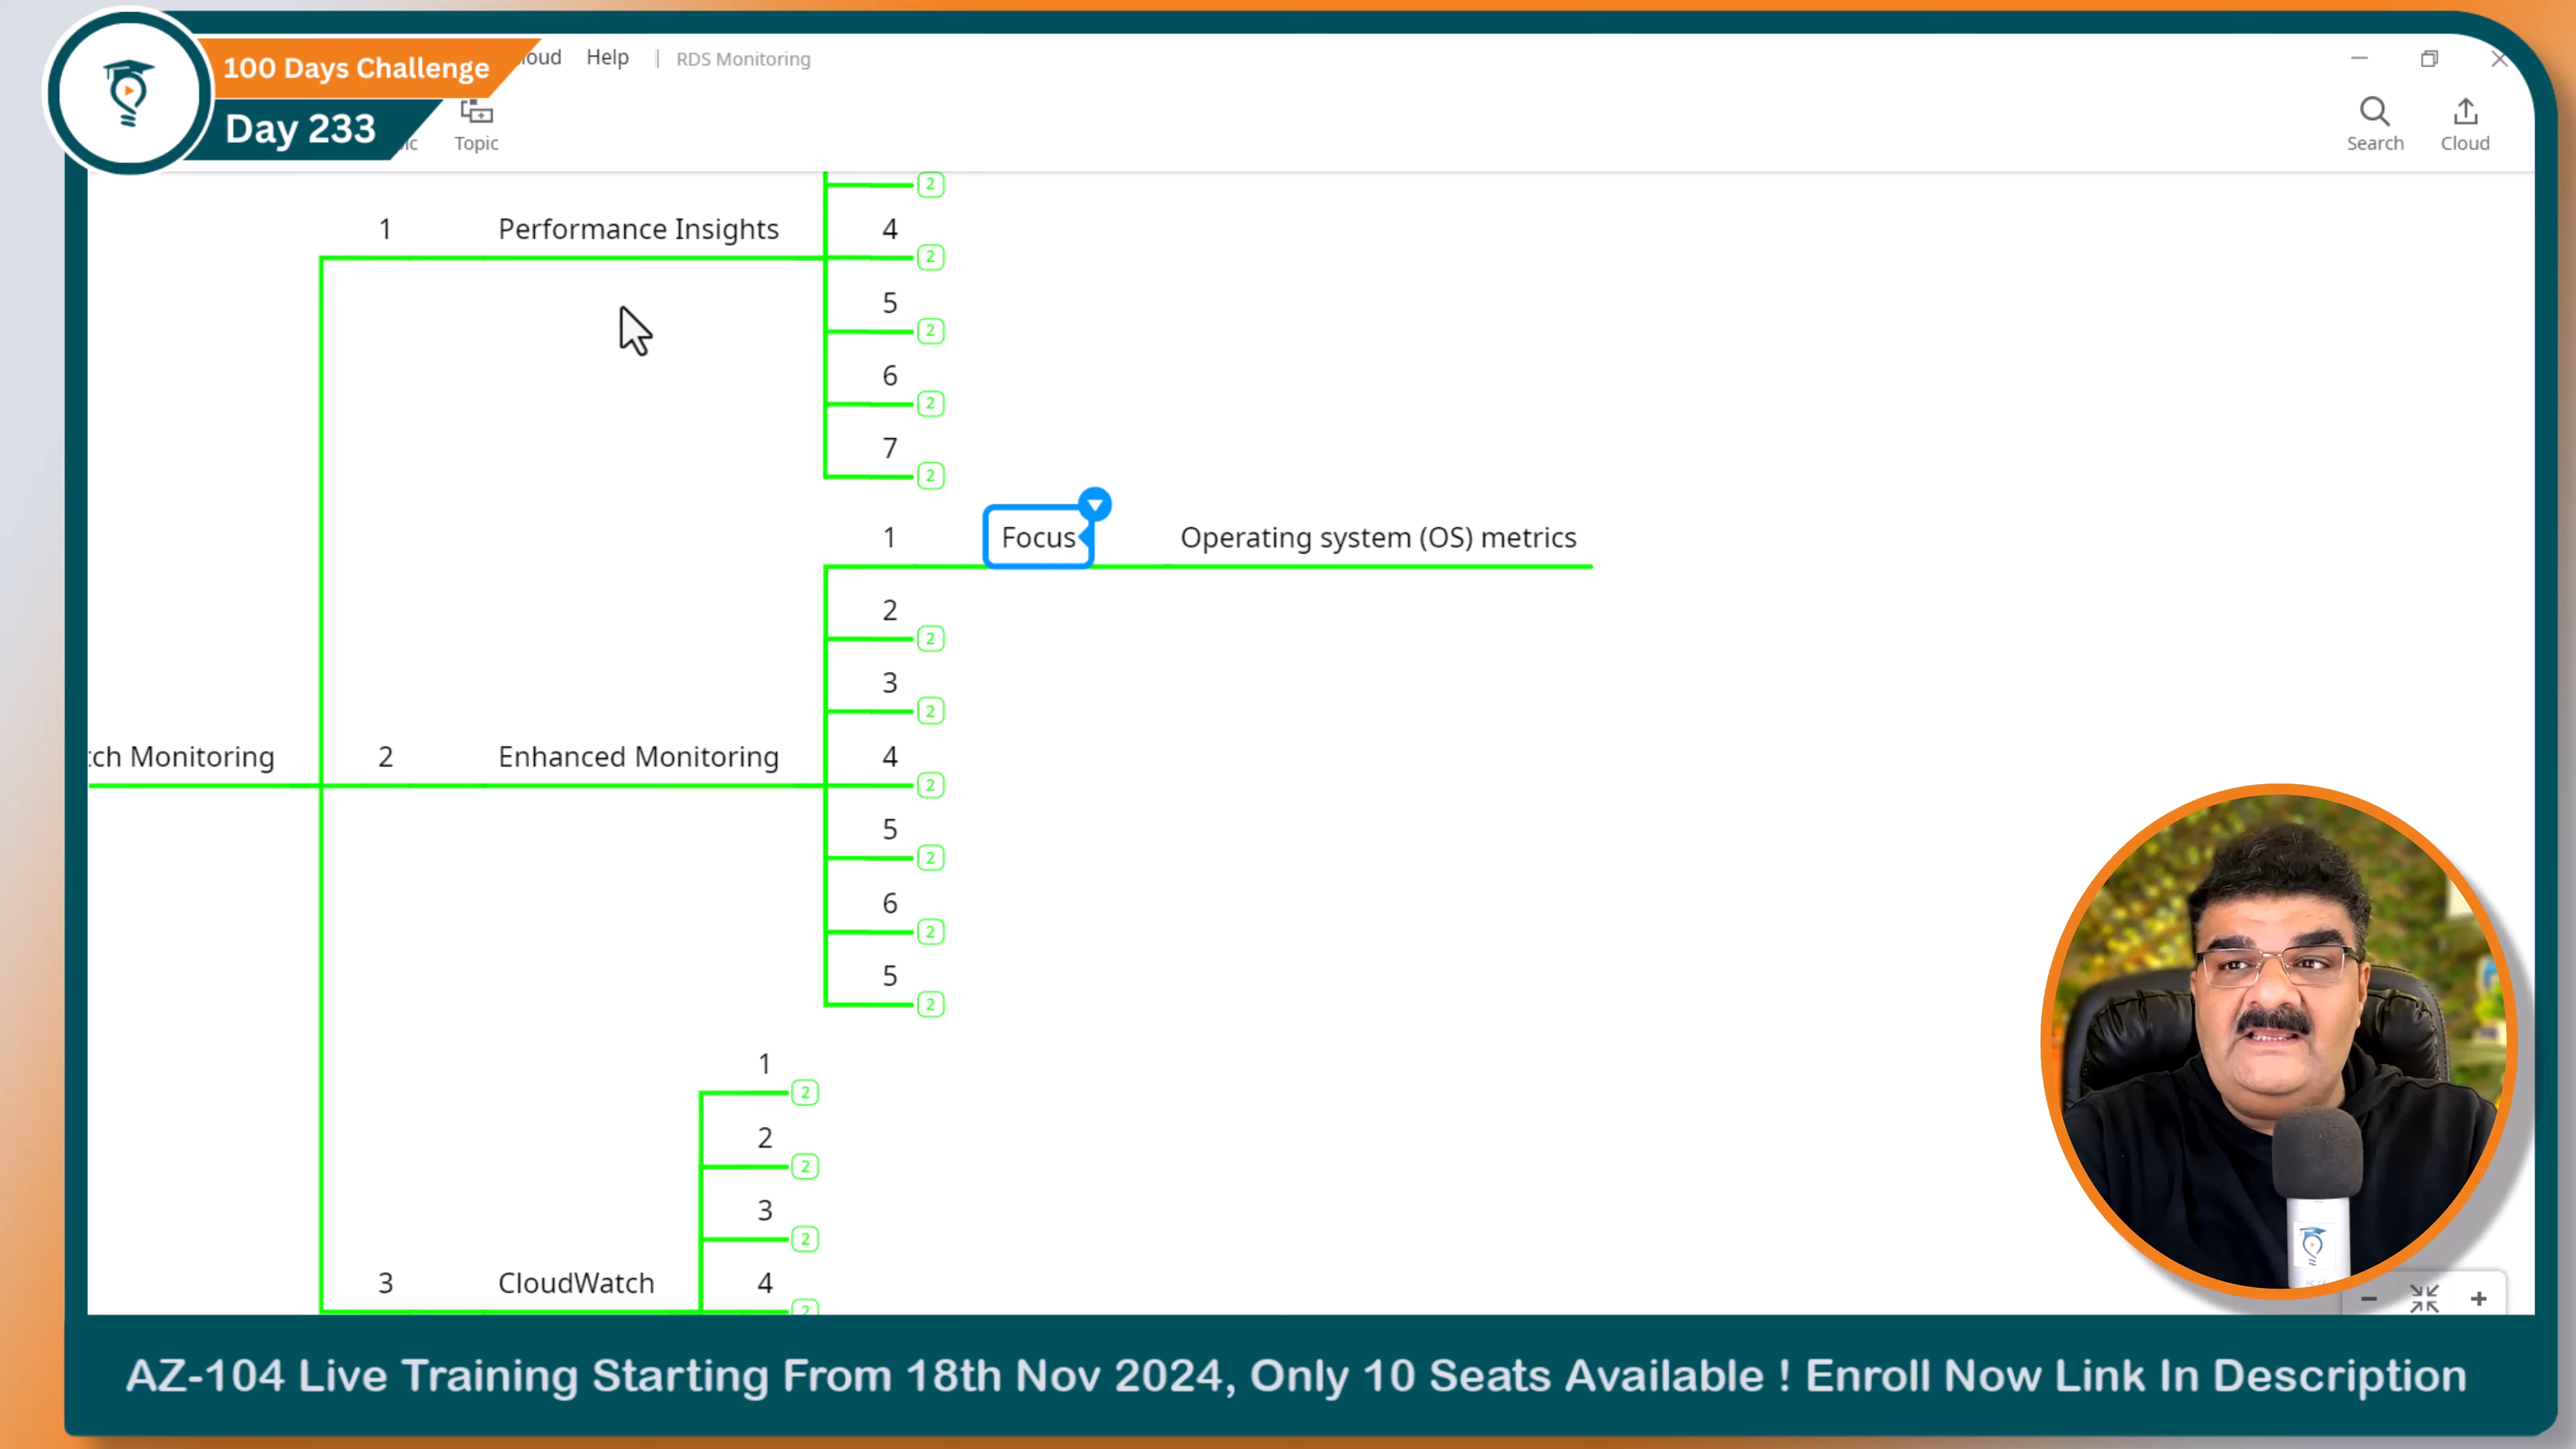 100 Days Challenge
Day 233
oud Help | RDS Monitoring
ic Topic
Search Cloud
2
1 Performance Insights 4
2
5
2
6
2
7
2
1 Focus Operating system (OS) metrics
2
2
3
2
ch Monitoring 2 Enhanced Monitoring 4
2
5
2
6
2
5
2
1
2
2
2
3
2
3 CloudWatch 4
2
AZ-104 Live Training Starting From 18th Nov 2024, Only 10 Seats Available ! Enroll Now Link In Description